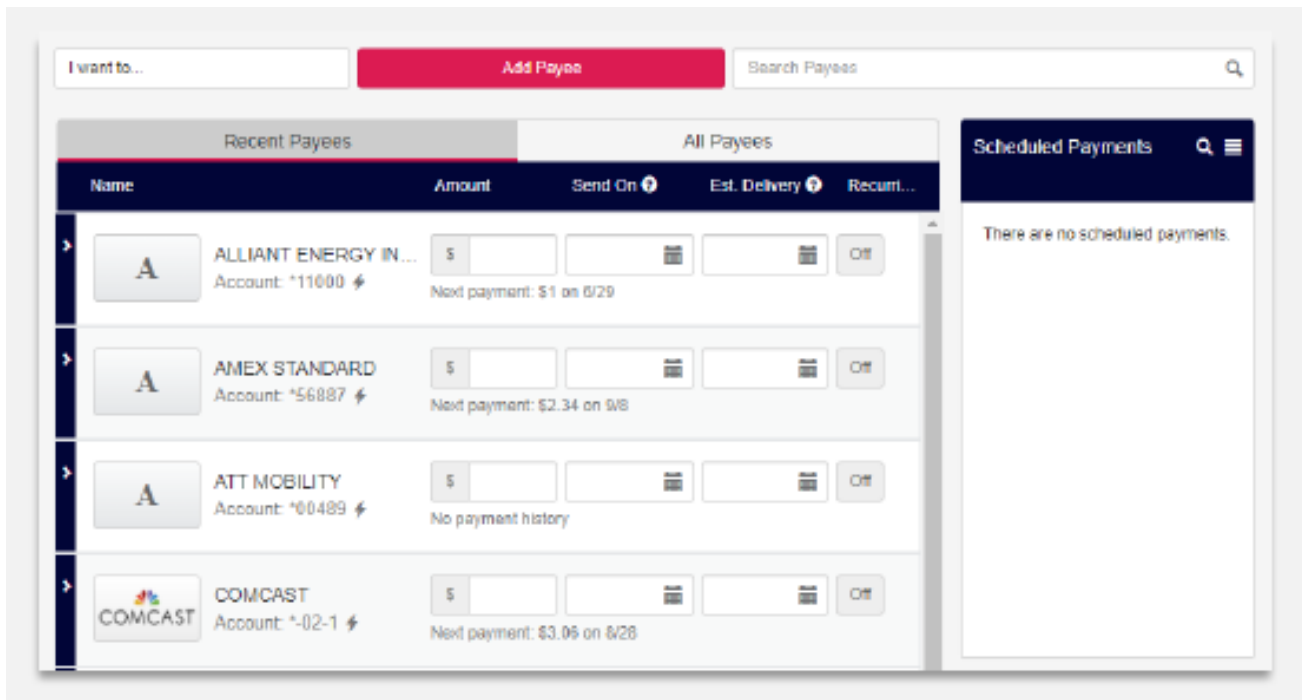 I want to...
Add Payee
Search Payees
Recent Payees
All Payees
Scheduled Payments
Name Amount Send On Est. Delivery Recurri...
There are no scheduled payments.
A
ALLIANT ENERGY IN...
Account: *11000
$
Off
Next payment: $1 on 6/29
A
AMEX STANDARD
Account: *56887
$
Off
Next payment: $2.34 on 9/8
A
ATT MOBILITY
Account: *00489
$
Off
No payment history
COMCAST
COMCAST
Account: *-02-1
$
Off
Next payment: $3.06 on 8/28